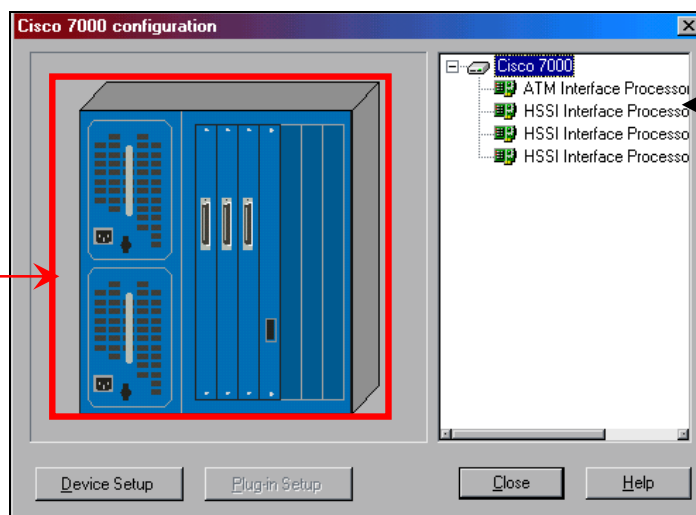 Cisco 7000 configuration
Cisco 7000
ATM Interface Processor
HSSI Interface Processo
HSSI Interface Processo
HSSI Interface Processo
Device Setup
Plug-in Setup
Close
Help